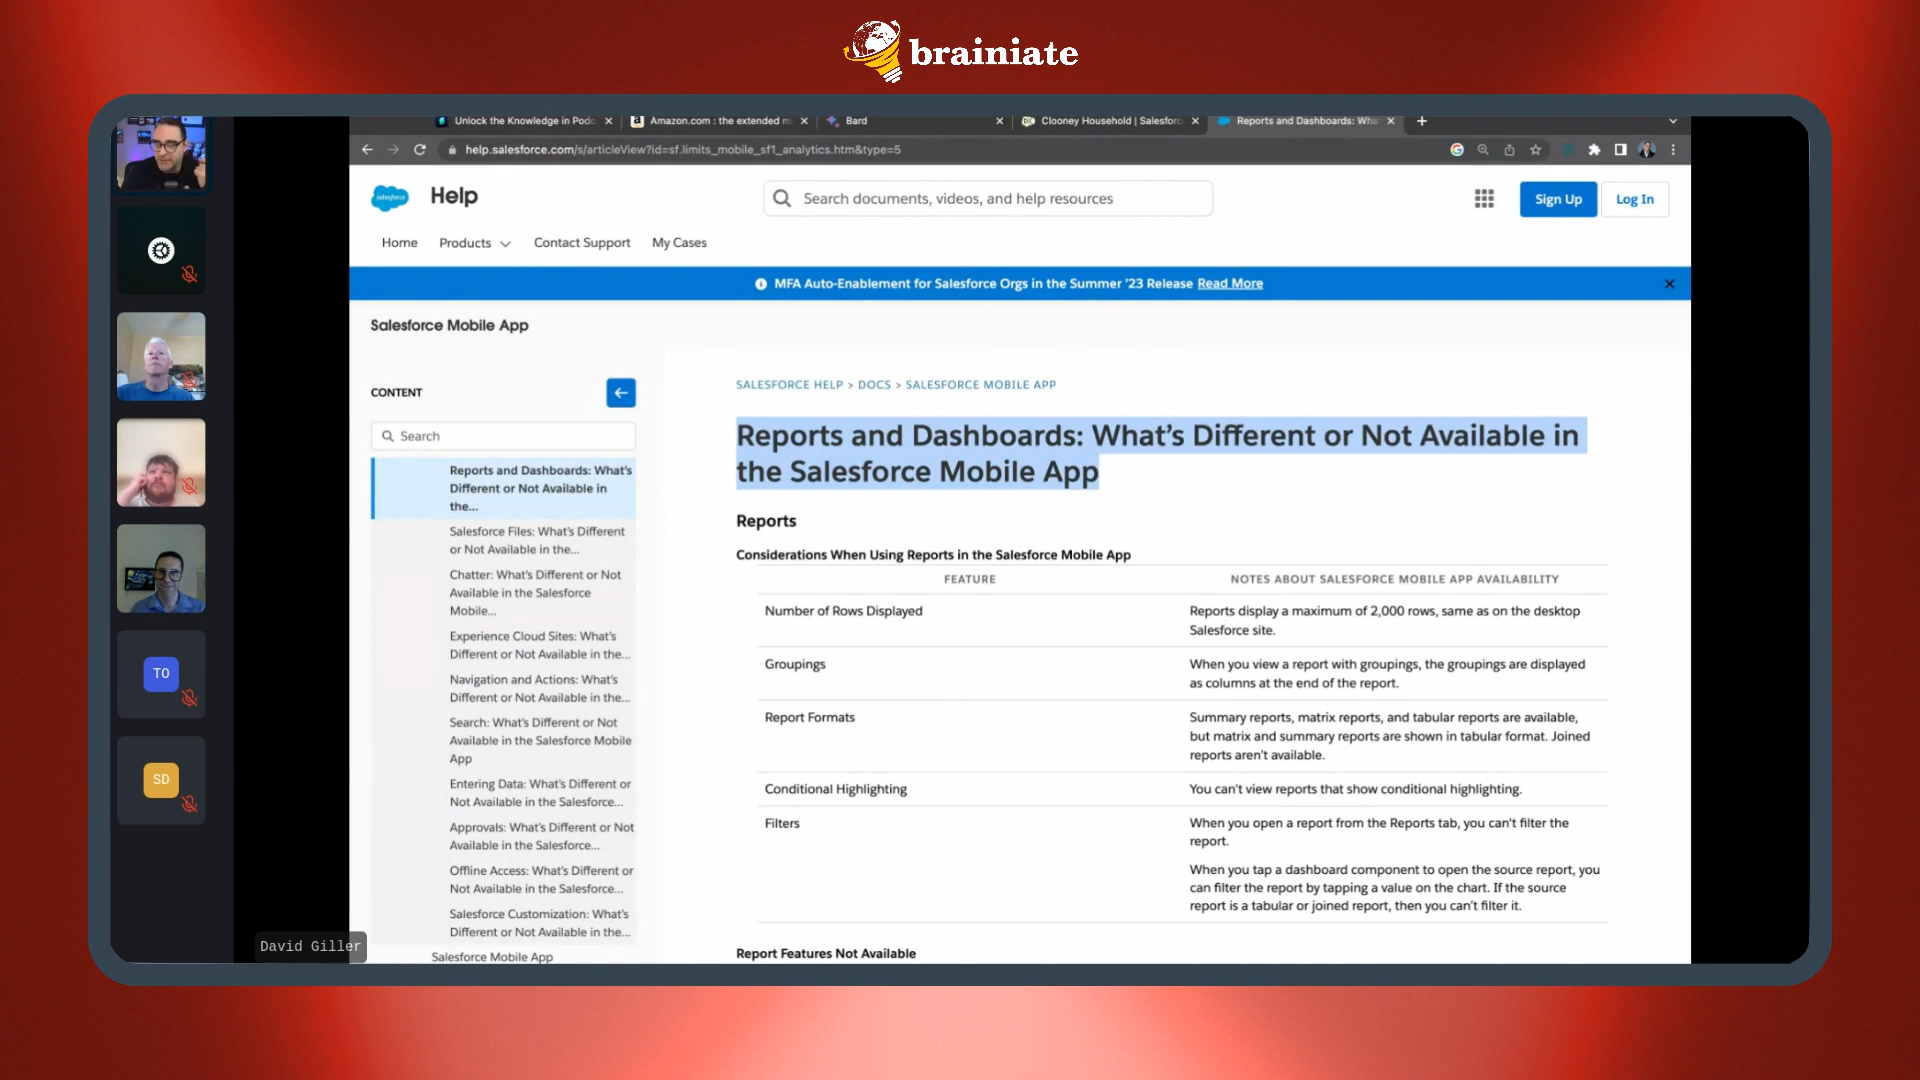 brainiate
Unlock the Knowledge in Podc
Amazon.com : the extended m
Bard
Clooney Household | Salesforc
Reports and Dashboards: Wha
help.salesforce.com/s/articleView?id=sf.limits_mobile_sf1_analytics.htm&type=5
salesforce
Help
Search documents, videos, and help resources
Sign Up
Log In
Home
Products
Contact Support
My Cases
MFA Auto-Enablement for Salesforce Orgs in the Summer ’23 Release Read More
Salesforce Mobile App
CONTENT
Search
Reports and Dashboards: What’s
Different or Not Available in
the...
Salesforce Files: What’s Different
or Not Available in the...
Chatter: What’s Different or Not
Available in the Salesforce
Mobile...
Experience Cloud Sites: What’s
Different or Not Available in the...
Navigation and Actions: What’s
Different or Not Available in the...
Search: What’s Different or Not
Available in the Salesforce Mobile
App
Entering Data: What’s Different or
Not Available in the Salesforce...
Approvals: What’s Different or Not
Available in the Salesforce...
Offline Access: What’s Different or
Not Available in the Salesforce...
Salesforce Customization: What’s
Different or Not Available in the...
Salesforce Mobile App
SALESFORCE HELP > DOCS > SALESFORCE MOBILE APP
Reports and Dashboards: What’s Different or Not Available in
the Salesforce Mobile App
Reports
Considerations When Using Reports in the Salesforce Mobile App
FEATURE
NOTES ABOUT SALESFORCE MOBILE APP AVAILABILITY
Number of Rows Displayed
Reports display a maximum of 2,000 rows, same as on the desktop
Salesforce site.
Groupings
When you view a report with groupings, the groupings are displayed
as columns at the end of the report.
Report Formats
Summary reports, matrix reports, and tabular reports are available,
but matrix and summary reports are shown in tabular format. Joined
reports aren’t available.
Conditional Highlighting
You can’t view reports that show conditional highlighting.
Filters
When you open a report from the Reports tab, you can’t filter the
report.
When you tap a dashboard component to open the source report, you
can filter the report by tapping a value on the chart. If the source
report is a tabular or joined report, then you can’t filter it.
Report Features Not Available
TO
SD
David Giller